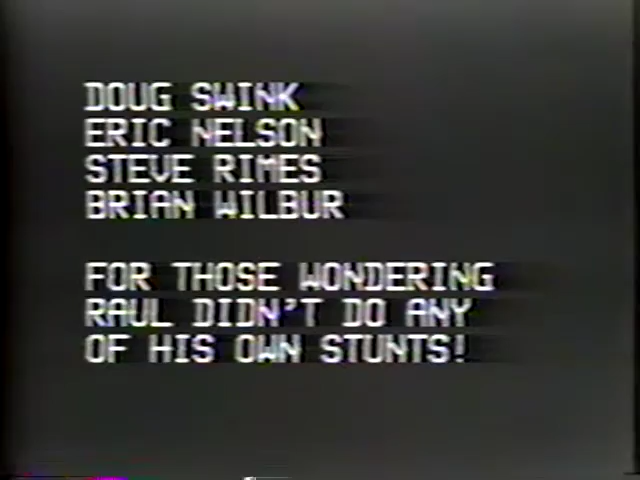 DOUG SWINK
ERIC NELSON
STEVE RIMES
BRIAN WILBUR
FOR THOSE WONDERING
RAUL DIDN'T DO ANY
OF HIS OWN STUNTS!